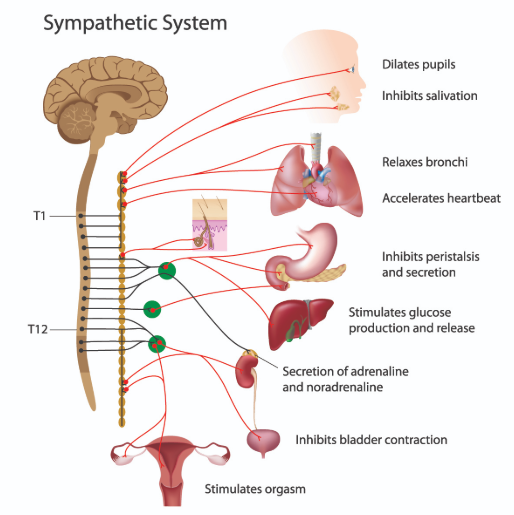 Sympathetic System
Dilates pupils
Inhibits salivation
Relaxes bronchi
Accelerates heartbeat
T1
Inhibits peristalsis
and secretion
Stimulates glucose
production and release
T12
Secretion of adrenaline
and noradrenaline
Inhibits bladder contraction
Stimulates orgasm